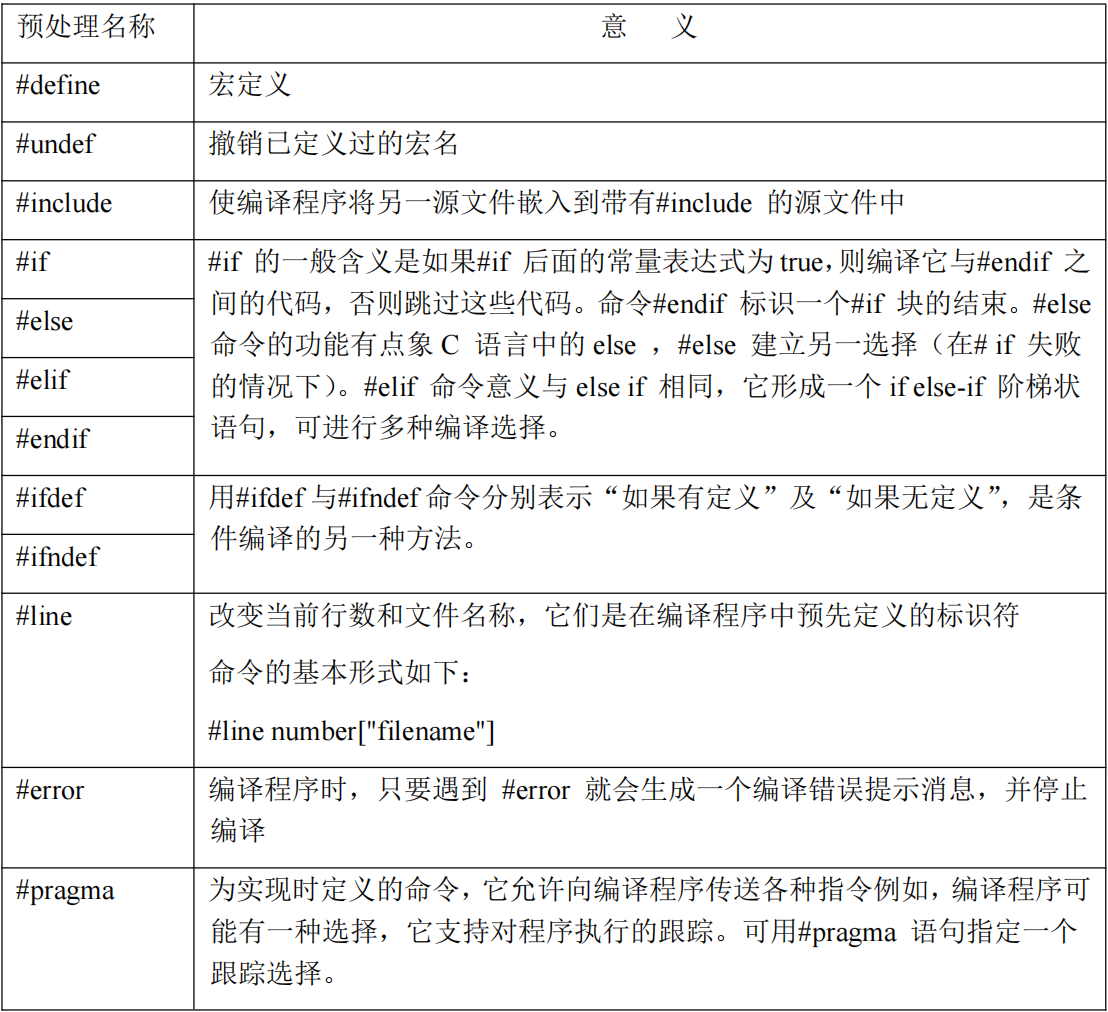 预处理名称
意 义
#define
宏定义
#undef
撤销已定义过的宏名
#include
使编译程序将另一源文件嵌入到带有#include 的源文件中
#if
#else
#elif
#endif
#if 的一般含义是如果#if 后面的常量表达式为 true，则编译它与#endif 之
间的代码，否则跳过这些代码。命令#endif 标识一个#if 块的结束。#else
命令的功能有点象 C 语言中的 else ，#else 建立另一选择（在# if 失败
的情况下）。#elif 命令意义与 else if 相同，它形成一个 if else-if 阶梯状
语句，可进行多种编译选择。
#ifdef
#ifndef
用#ifdef 与#ifndef 命令分别表示“如果有定义”及“如果无定义”，是条
件编译的另一种方法。
#line
改变当前行数和文件名称，它们是在编译程序中预先定义的标识符
命令的基本形式如下：
#line number["filename"]
#error
编译程序时，只要遇到 #error 就会生成一个编译错误提示消息，并停止
编译
#pragma
为实现时定义的命令，它允许向编译程序传送各种指令例如，编译程序可
能有一种选择，它支持对程序执行的跟踪。可用#pragma 语句指定一个
跟踪选择。